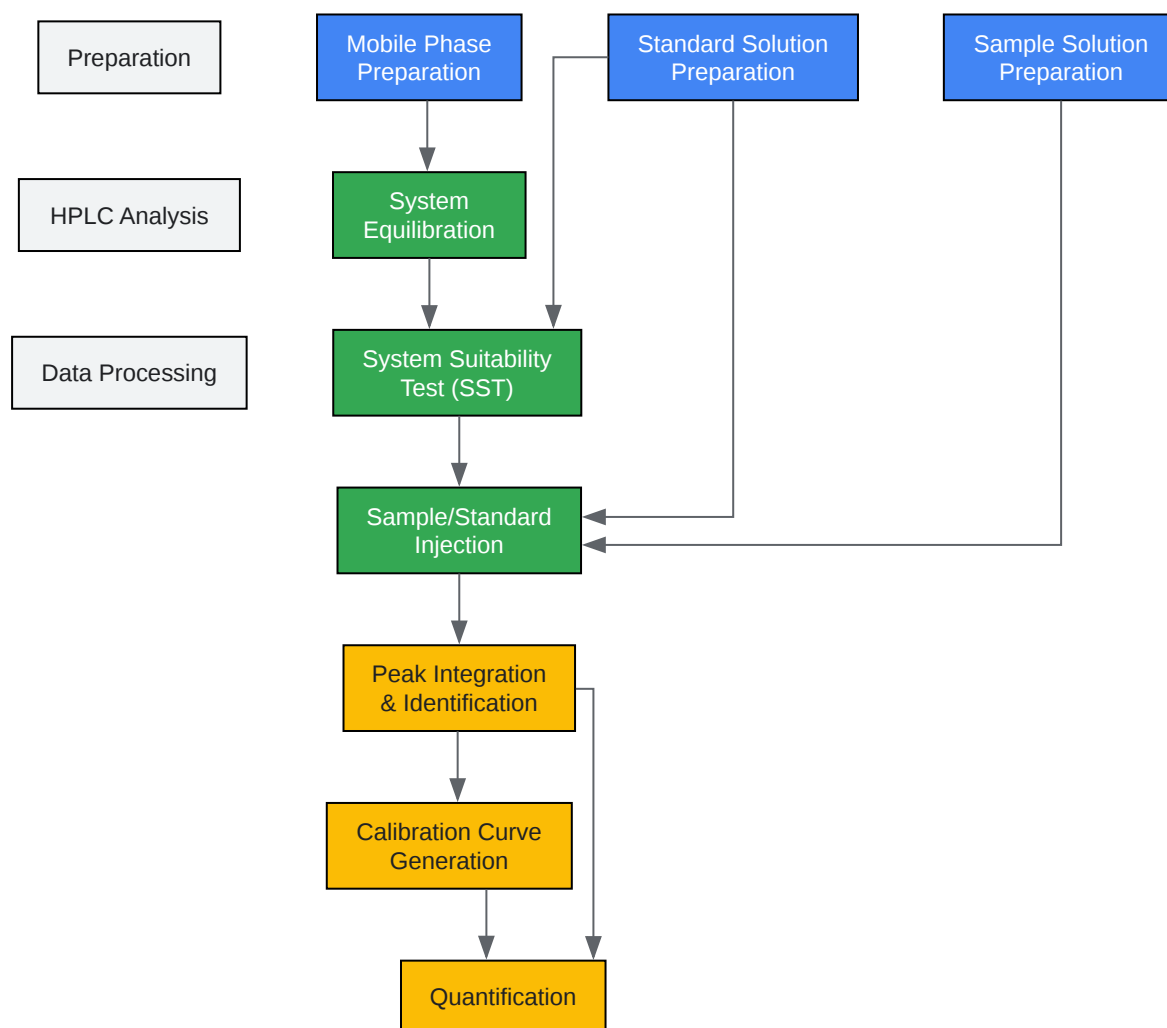 Preparation
Mobile Phase
Preparation
Standard Solution
Preparation
Sample Solution
Preparation
HPLC Analysis
System
Equilibration
Data Processing
System Suitability
Test (SST)
Sample/Standard
Injection
Peak Integration
& Identification
Calibration Curve
Generation
Quantification